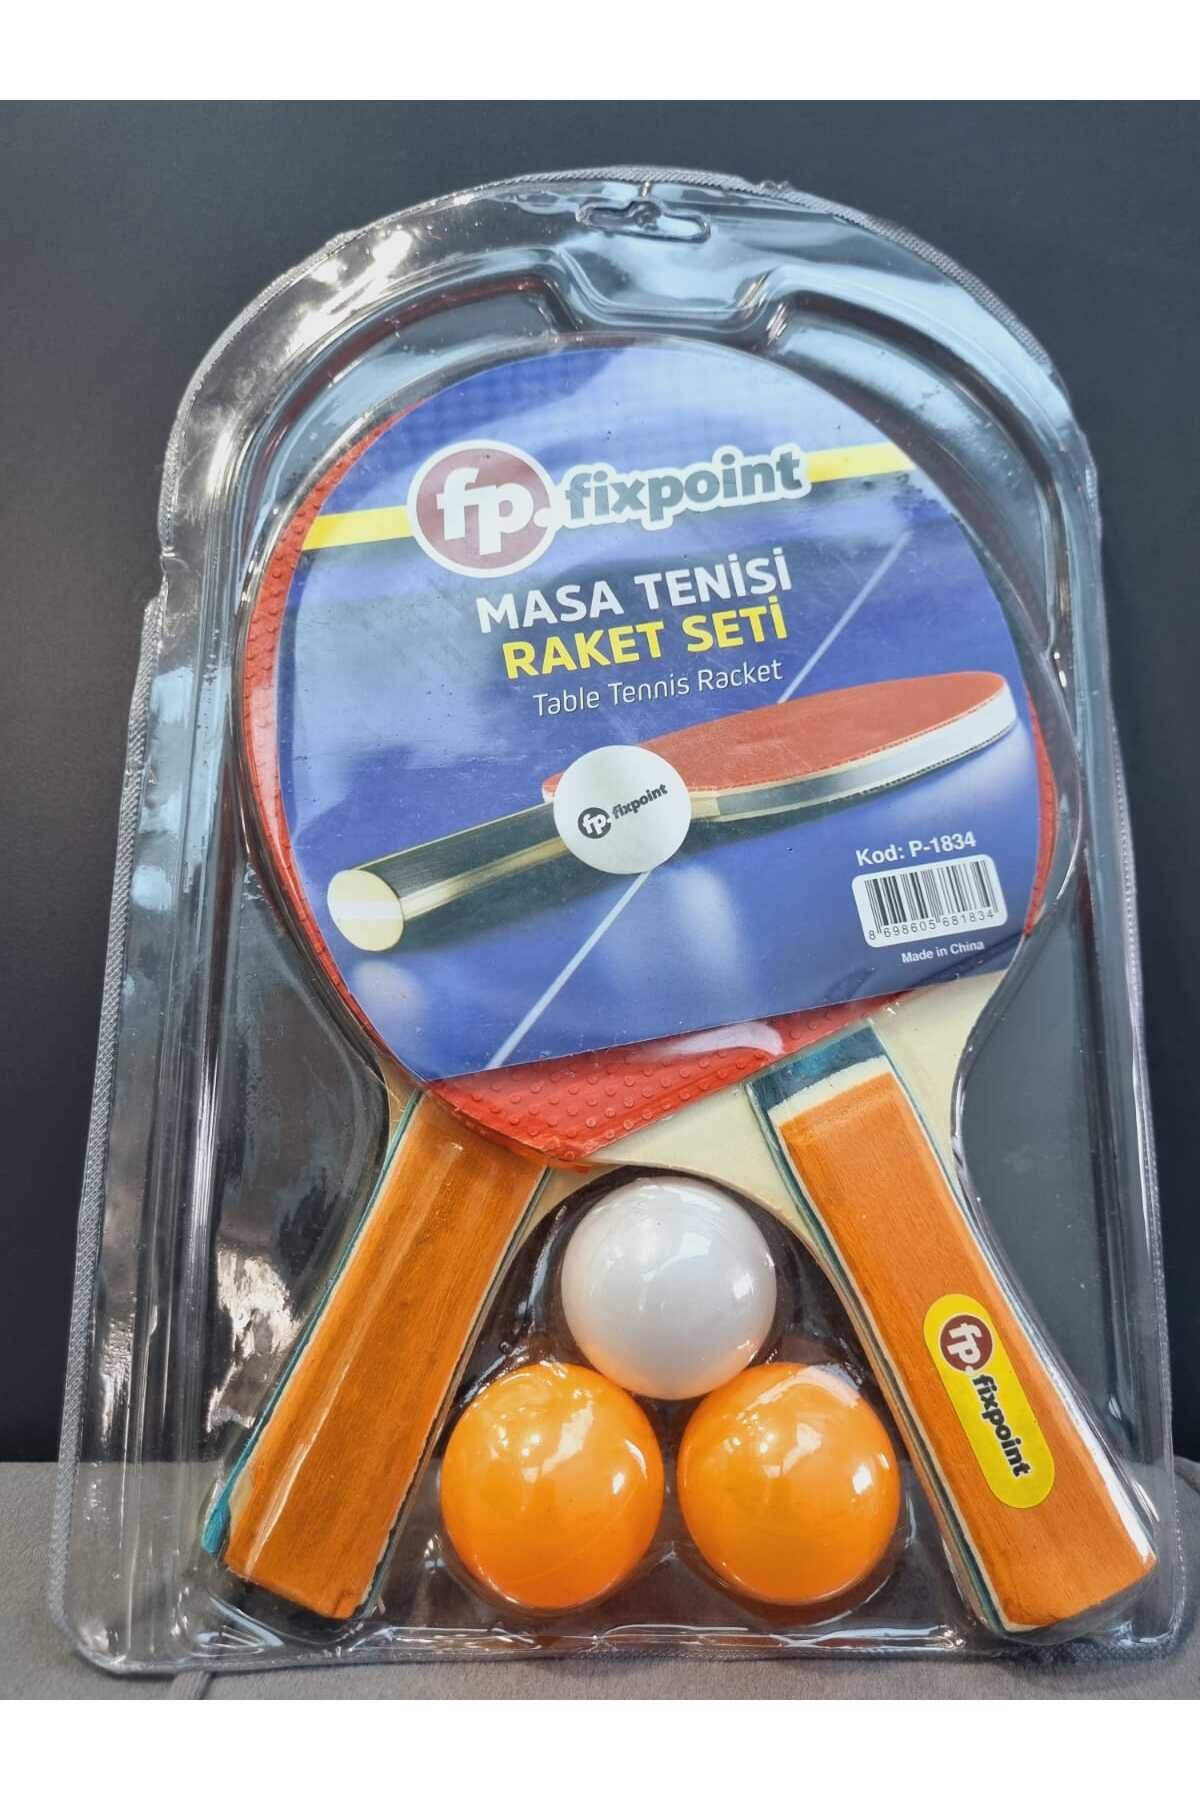 fp. fixpoint
MASA TENİSİ
RAKET SETİ
Table Tennis Racket
fp. fixpoint
Kod: P-1834
8 698605 681834
Made in China
fp. fixpoint